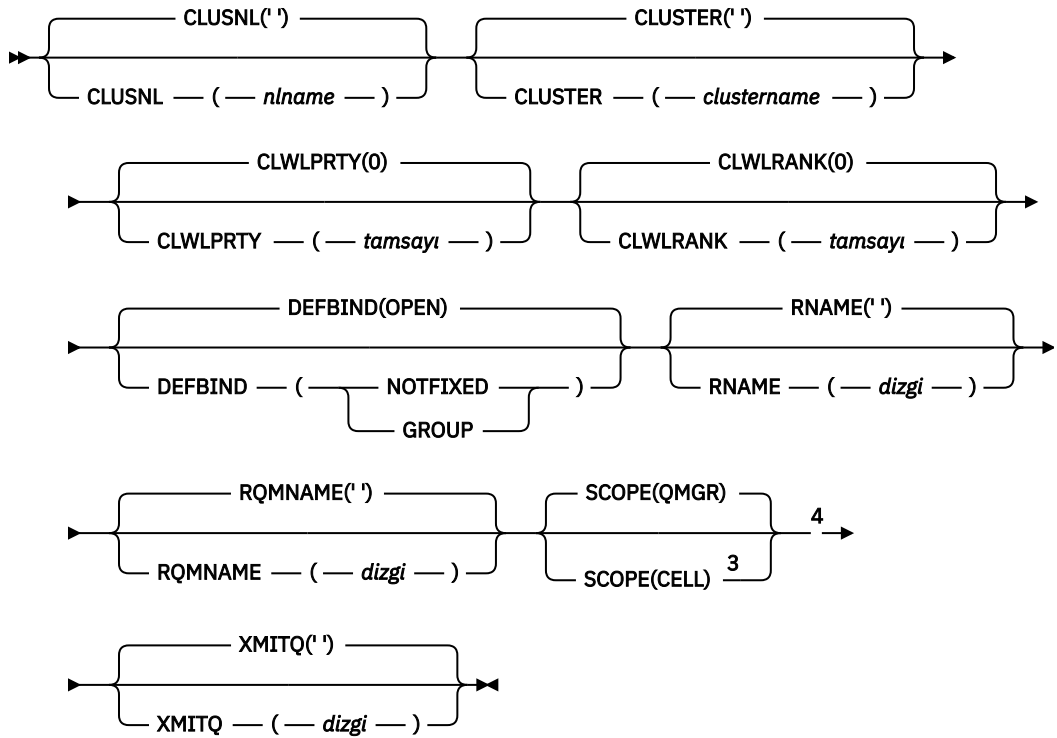 CLUSNL(' ') CLUSTER(' ')
CLUSNL ( nlname ) CLUSTER ( clustername )
CLWLPRTY(0) CLWLRANK(0)
CLWLPRTY ( tamsayı ) CLWLRANK ( tamsayı )
DEFBIND(OPEN) RNAME(' ')
DEFBIND ( NOTFIXED ) RNAME ( dizgi )
GROUP
RQMNAME(' ') SCOPE(QMGR)
4
RQMNAME ( dizgi ) SCOPE(CELL) 3
XMITQ(' ')
XMITQ ( dizgi )